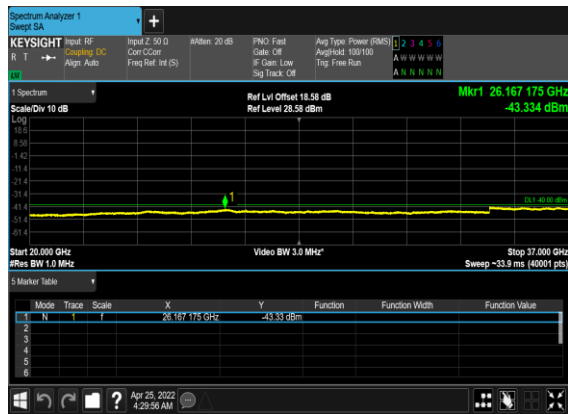 Spectrum Analyzer 1
Swept SA
KEYSIGHT Input: RF Input Z: 50 Ω #Atten: 20 dB PNO: Fast Avg Type: Power (RMS) 1 2 3 4 5 6
R T Coupling: DC Corr CCorr Gate: Off Avg|Hold: 100/100 A W W W W W
Align: Auto Freq Ref: Int (S) IF Gain: Low Trig: Free Run
LXI Sig Track: Off A N N N N N
1 Spectrum Ref Lvl Offset 18.58 dB Mkr1 26.167 175 GHz
Scale/Div 10 dB Ref Level 28.58 dBm -43.334 dBm
Log
18.6
8.58
-1.42
-11.4
-21.4
-31.4 1 DL1 -40.00 dBm
-41.4
-51.4
-61.4
Start 20.000 GHz Video BW 3.0 MHz* Stop 37.000 GHz
#Res BW 1.0 MHz Sweep ~33.9 ms (40001 pts)
5 Marker Table
Mode Trace Scale X Y Function Function Width Function Value
1 N 1 f 26.167 175 GHz -43.33 dBm
2
3
4
5
6
? Apr 25, 2022
4:29:56 AM